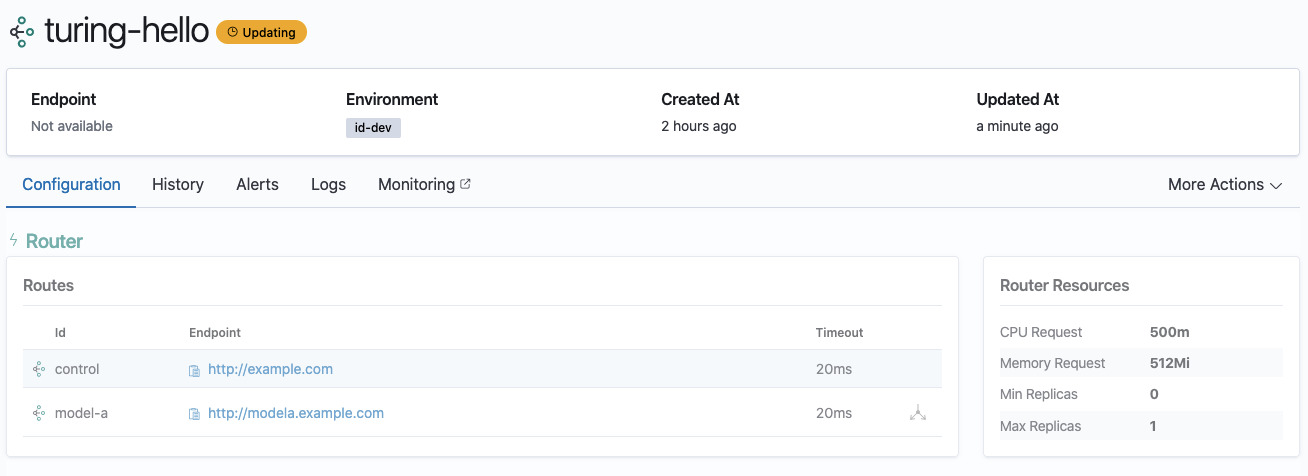 turing-hello Updating
Endpoint Environment Created At Updated At
Not available id-dev 2 hours ago a minute ago
Configuration History Alerts Logs Monitoring More Actions
Router
Routes
Id Endpoint Timeout
control http://example.com 20ms
model-a http://modela.example.com 20ms
Router Resources
CPU Request 500m
Memory Request 512Mi
Min Replicas 0
Max Replicas 1